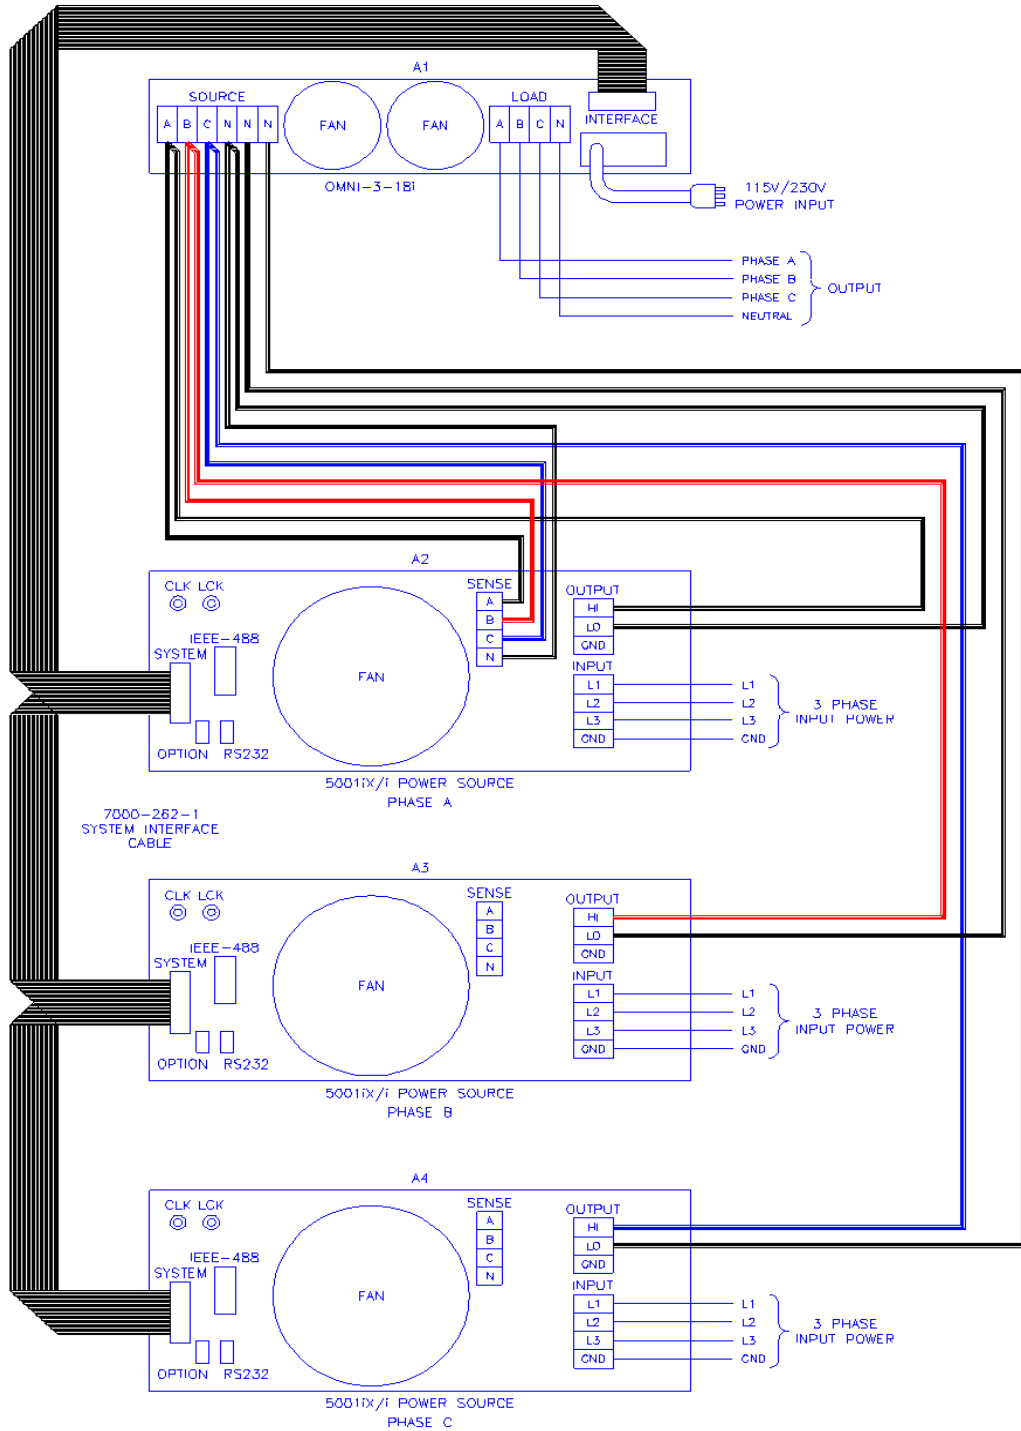 A1
SOURCE
LOAD
A B C N N N
FAN
FAN
A B C N
INTERFACE
OMNI-3-18i
115V/230V
POWER INPUT
PHASE A
PHASE B
PHASE C
NEUTRAL
OUTPUT
A2
CLK LCK
SENSE
A
B
C
N
OUTPUT
HI
LO
GND
IEEE-488
SYSTEM
FAN
INPUT
L1
L2
L3
GND
L1
L2
L3
GND
3 PHASE
INPUT POWER
OPTION RS232
5001iX/i POWER SOURCE
PHASE A
7000-262-1
SYSTEM INTERFACE
CABLE
A3
CLK LCK
SENSE
A
B
C
N
OUTPUT
HI
LO
GND
IEEE-488
SYSTEM
FAN
INPUT
L1
L2
L3
GND
L1
L2
L3
GND
3 PHASE
INPUT POWER
OPTION RS232
5001iX/i POWER SOURCE
PHASE B
A4
CLK LCK
SENSE
A
B
C
N
OUTPUT
HI
LO
GND
IEEE-488
SYSTEM
FAN
INPUT
L1
L2
L3
GND
L1
L2
L3
GND
3 PHASE
INPUT POWER
OPTION RS232
5001iX/i POWER SOURCE
PHASE C